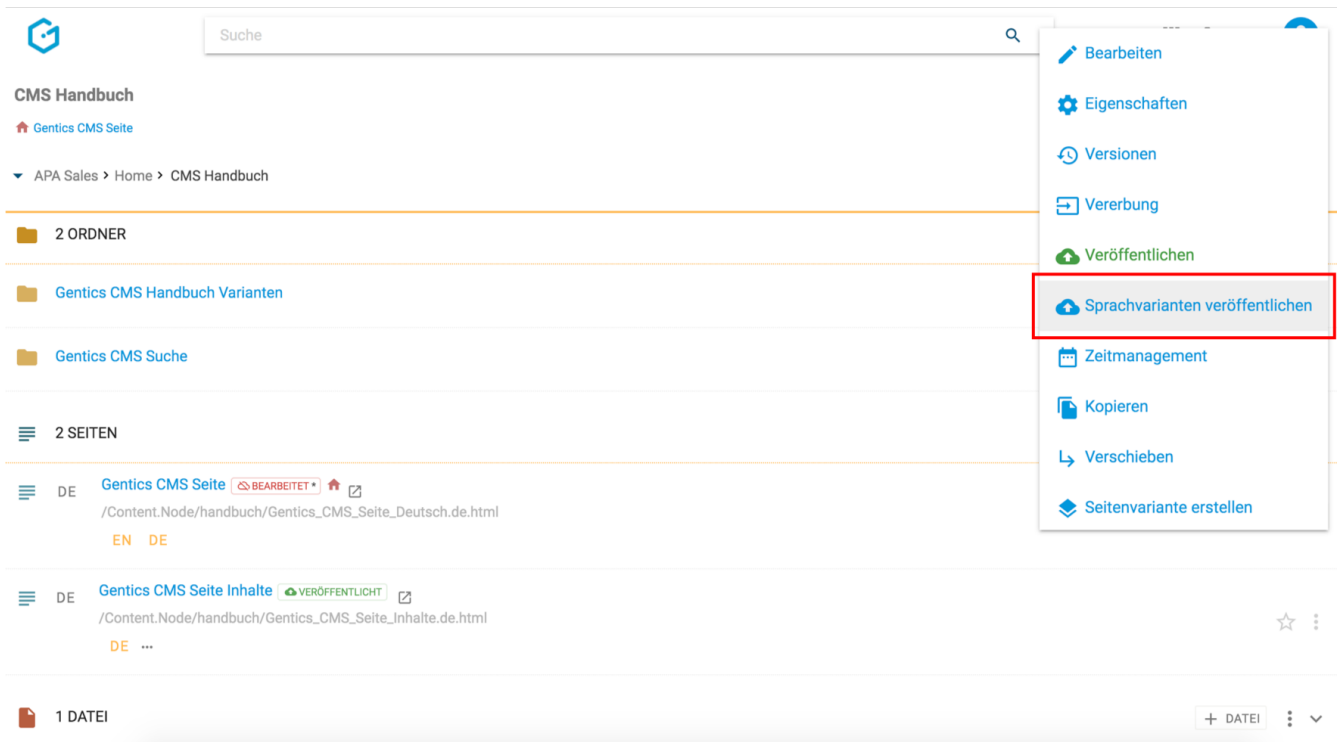 Suche
CMS Handbuch
Gentics CMS Seite
APA Sales > Home > CMS Handbuch
2 ORDNER
Gentics CMS Handbuch Varianten
Gentics CMS Suche
2 SEITEN
DE Gentics CMS Seite BEARBEITET *
/Content.Node/handbuch/Gentics_CMS_Seite_Deutsch.de.html
EN DE
DE Gentics CMS Seite Inhalte VERÖFFENTLICHT
/Content.Node/handbuch/Gentics_CMS_Seite_Inhalte.de.html
DE ...
1 DATEI
+ DATEI
Bearbeiten
Eigenschaften
Versionen
Vererbung
Veröffentlichen
Sprachvarianten veröffentlichen
Zeitmanagement
Kopieren
Verschieben
Seitenvariante erstellen